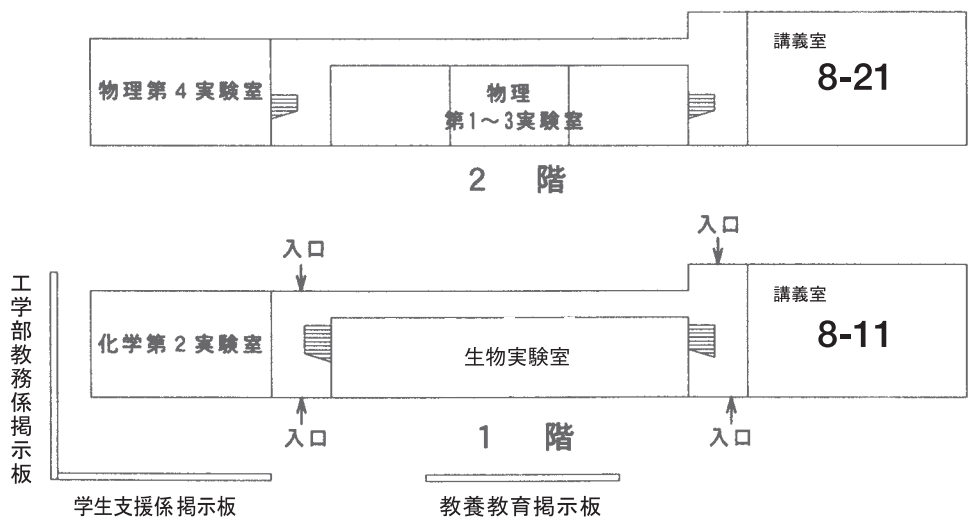 講義室
8-21
物理第4実験室
物理
第1～3実験室
2 階
入口
入口
工学部教務係掲示板
講義室
8-11
化学第2実験室
生物実験室
入口
1 階
入口
学生支援係掲示板
教養教育掲示板